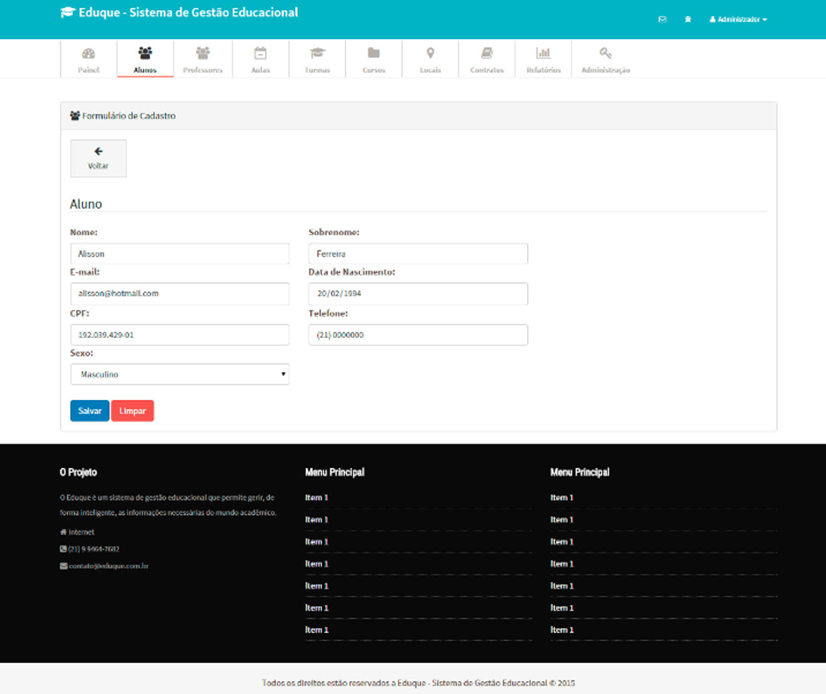 Eduque - Sistema de Gestão Educacional
Administrador
Painel
Alunos
Professores
Aulas
Turmas
Cursos
Locais
Contratos
Relatórios
Administração
Formulário de Cadastro
Voltar
Aluno
Nome:
Sobrenome:
Alisson
Ferreira
E-mail:
Data de Nascimento:
alisson@hotmail.com
20/02/1994
CPF:
Telefone:
192.039.429-01
(21) 0000000
Sexo:
Masculino
Salvar
Limpar
O Projeto
O Eduque é um sistema de gestão educacional que permite gerir, de
forma inteligente, as informações necessárias do mundo acadêmico.
Internet
(21) 9 9464-7682
contato@eduque.com.br
Menu Principal
Item 1
Item 1
Item 1
Item 1
Item 1
Item 1
Item 1
Menu Principal
Item 1
Item 1
Item 1
Item 1
Item 1
Item 1
Item 1
Todos os direitos estão reservados a Eduque - Sistema de Gestão Educacional © 2015